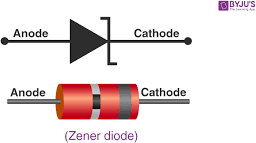 BYJU'S
The Learning App
Anode Cathode
Anode Cathode
(Zener diode)